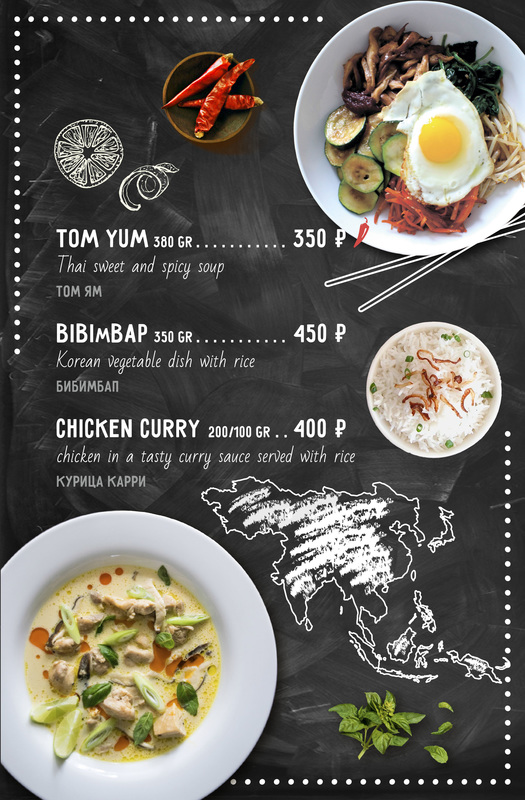 TOM YUM 380 GR........... 350 ₽
Thai sweet and spicy soup
ТОМ ЯМ
BIBIMBAP 350 GR........... 450 ₽
Korean vegetable dish with rice
БИБИМБАП
CHICKEN CURRY 200/100 GR .. 400 ₽
chicken in a tasty curry sauce served with rice
КУРИЦА КАРРИ